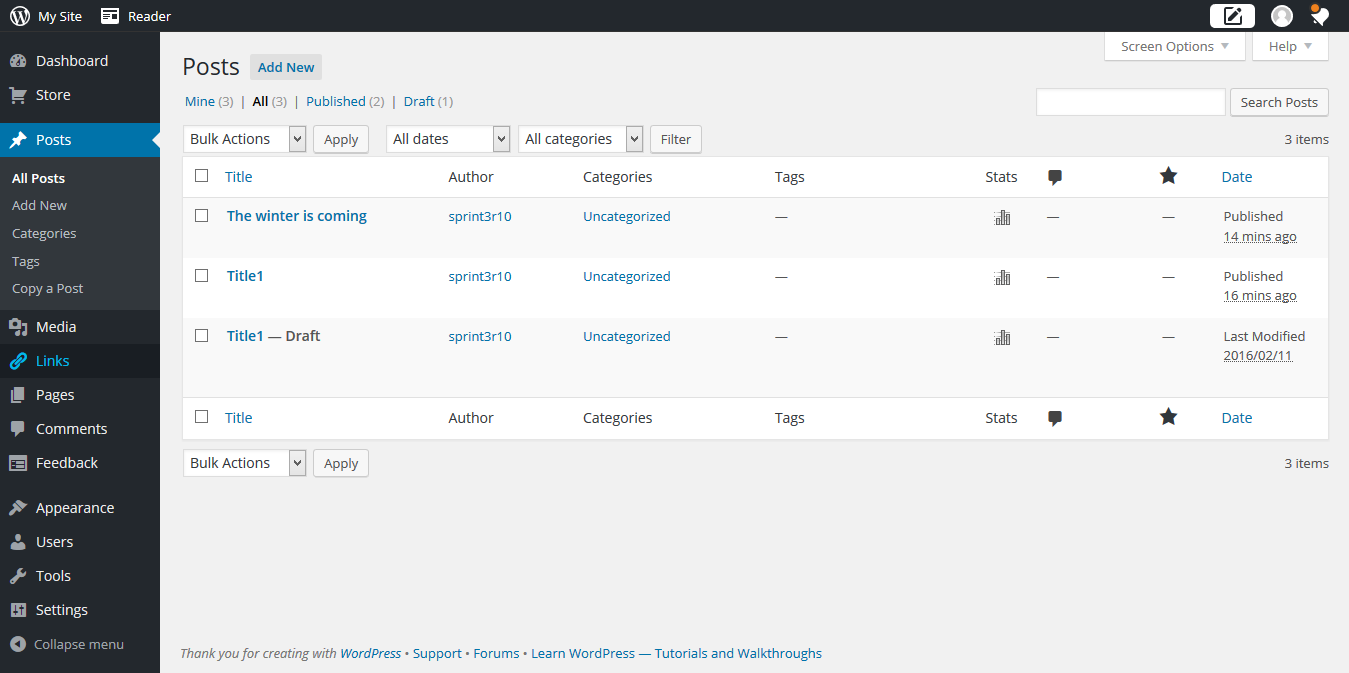 My Site Reader
Screen Options Help
Dashboard
Store
Posts
All Posts
Add New
Categories
Tags
Copy a Post
Media
Links
Pages
Comments
Feedback
Appearance
Users
Tools
Settings
Collapse menu
Posts Add New
Mine (3) | All (3) | Published (2) | Draft (1)
Search Posts
Bulk Actions Apply All dates All categories Filter 3 items
Title Author Categories Tags Stats Date
The winter is coming sprint3r10 Uncategorized — — — Published
14 mins ago
Title1 sprint3r10 Uncategorized — — — Published
16 mins ago
Title1 — Draft sprint3r10 Uncategorized — — — Last Modified
2016/02/11
Title Author Categories Tags Stats Date
Bulk Actions Apply 3 items
Thank you for creating with WordPress • Support • Forums • Learn WordPress — Tutorials and Walkthroughs